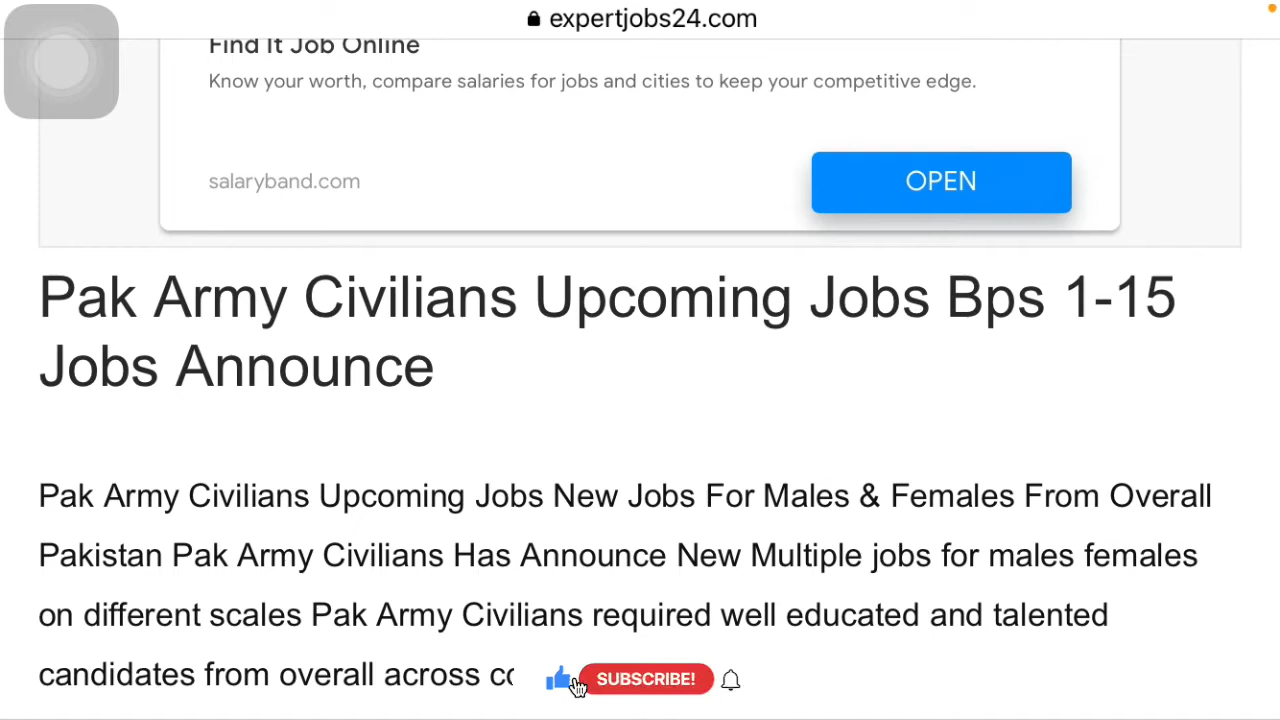 expertjobs24.com
Find It Job Online
Know your worth, compare salaries for jobs and cities to keep your competitive edge.
salaryband.com
OPEN
Pak Army Civilians Upcoming Jobs Bps 1-15
Jobs Announce
Pak Army Civilians Upcoming Jobs New Jobs For Males & Females From Overall
Pakistan Pak Army Civilians Has Announce New Multiple jobs for males females
on different scales Pak Army Civilians required well educated and talented
candidates from overall across
SUBSCRIBE!